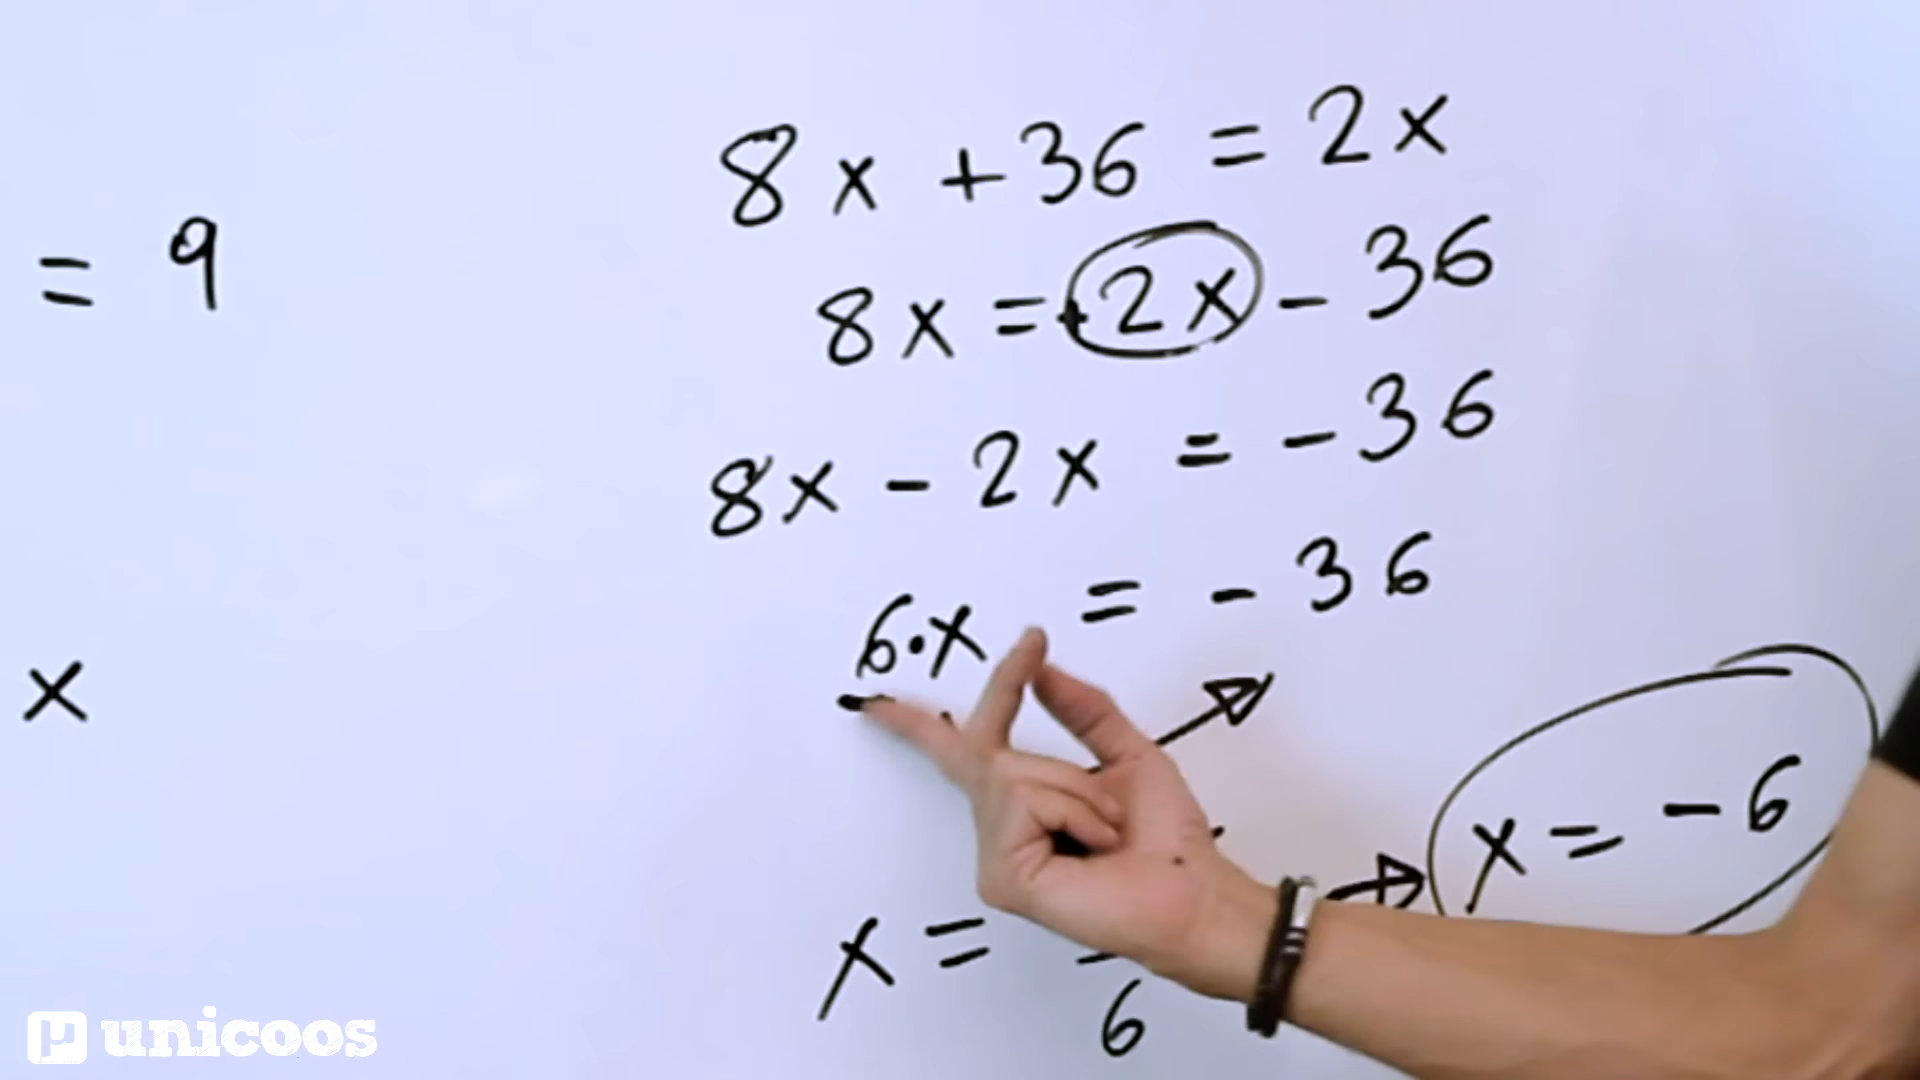 = 9
x
8x + 36 = 2x
8x = +2x - 36
8x - 2x = -36
6·x = -36
x =
6
x = -6
µ unicoos